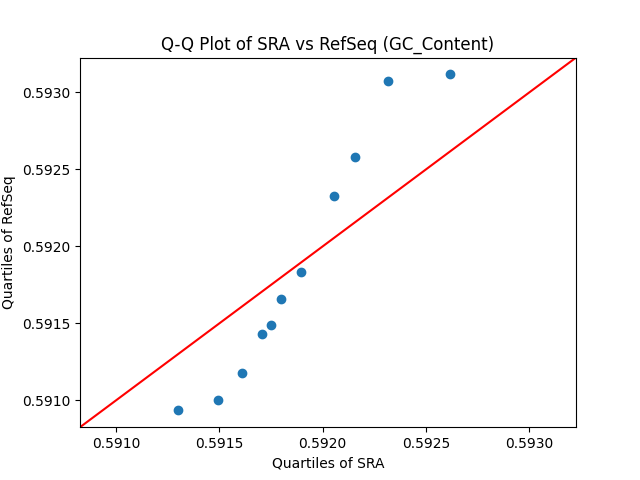 Q-Q Plot of SRA vs RefSeq (GC_Content)
Quartiles of RefSeq
0.5930
0.5925
0.5920
0.5915
0.5910
0.5910 0.5915 0.5920 0.5925 0.5930
Quartiles of SRA